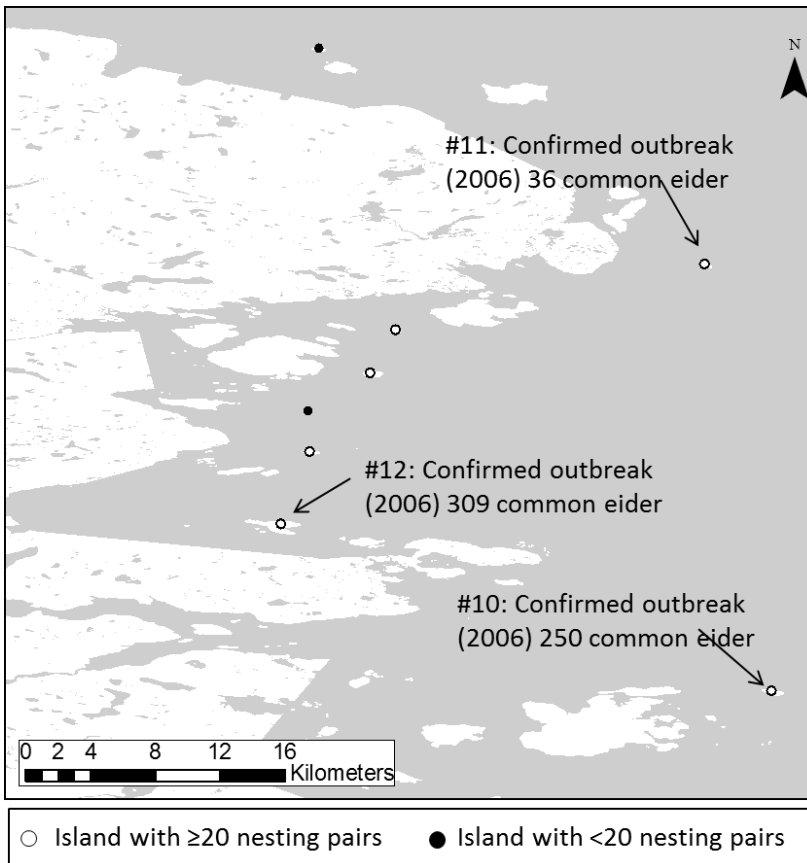 N
#11: Confirmed outbreak
(2006) 36 common eider
#12: Confirmed outbreak
(2006) 309 common eider
#10: Confirmed outbreak
(2006) 250 common eider
0 2 4 8 12 16
Kilometers
Island with ≥20 nesting pairs
Island with <20 nesting pairs